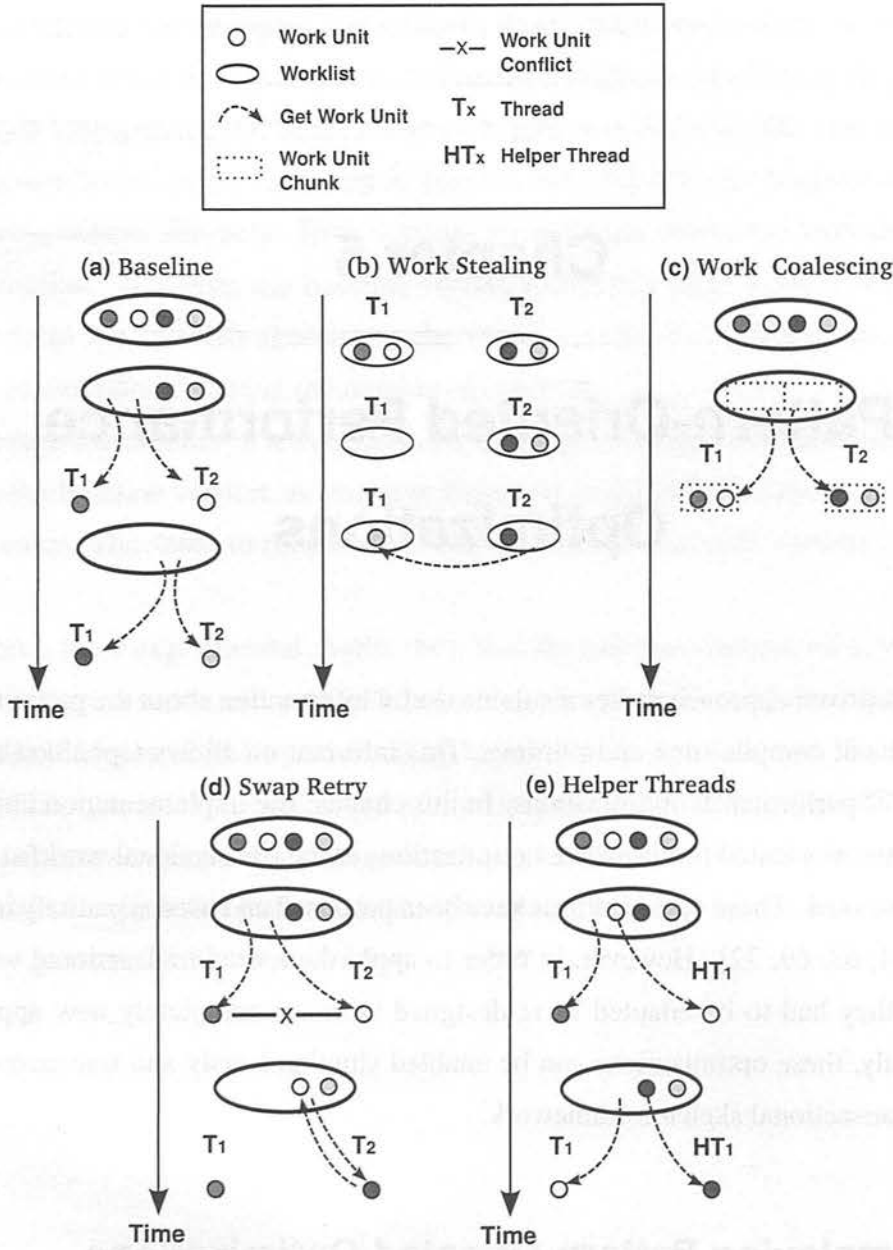 Work Unit
Worklist
Get Work Unit
Work Unit
Chunk
X Work Unit
Conflict
Tx Thread
HTx Helper Thread
(a) Baseline
(b) Work Stealing
(c) Work Coalescing
T1 T2
T1 T2
T1 T2
T1 T2
T1 T2
T1 T2
Time
Time
Time
(d) Swap Retry
(e) Helper Threads
T1 T2
X
T1 T2
T1 HT1
T1 HT1
Time
Time